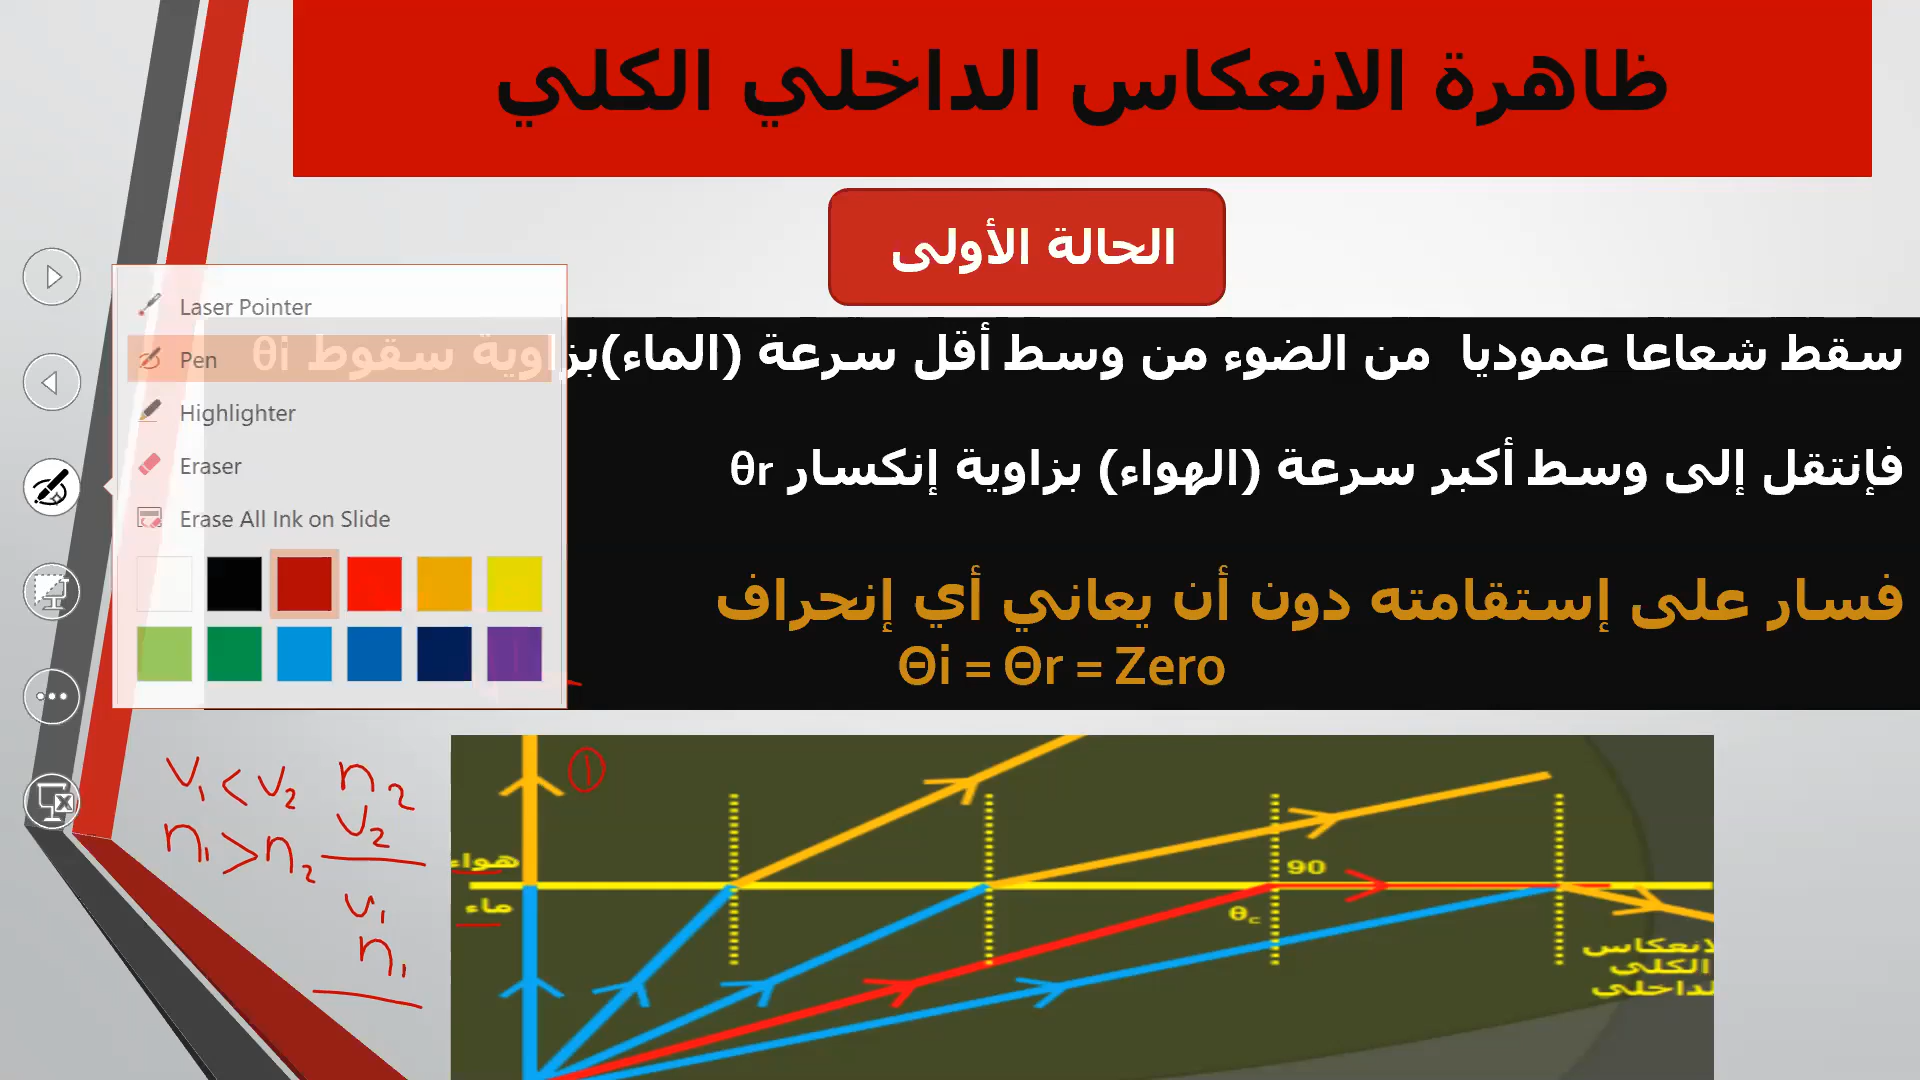 ظاهرة الانعكاس الداخلي الكلي
الحالة الأولى
سقط شعاعا عموديا من الضوء من وسط أقل سرعة (الماء)بزاوية سقوط θi
فإنتقل إلى وسط أكبر سرعة (الهواء) بزاوية إنكسار θr
فسار على إستقامته دون أن يعاني أي إنحراف
Θi = Θr = Zero
Laser Pointer
Pen
Highlighter
Eraser
Erase All Ink on Slide
v₁ < v₂
n₁ > n₂
n₂
v₂
v₁
n₁
1
هواء
ماء
90
θc
لانعكاس
الكلي
لداخلي